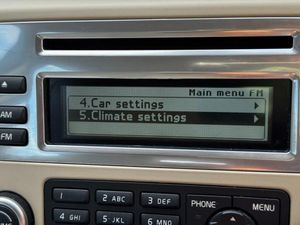 Main menu FM
4.Car settings
5.Climate settings
AM
FM
1 2 ABC 3 DEF
PHONE MENU
4 GHI 5 JKL 6 MNO